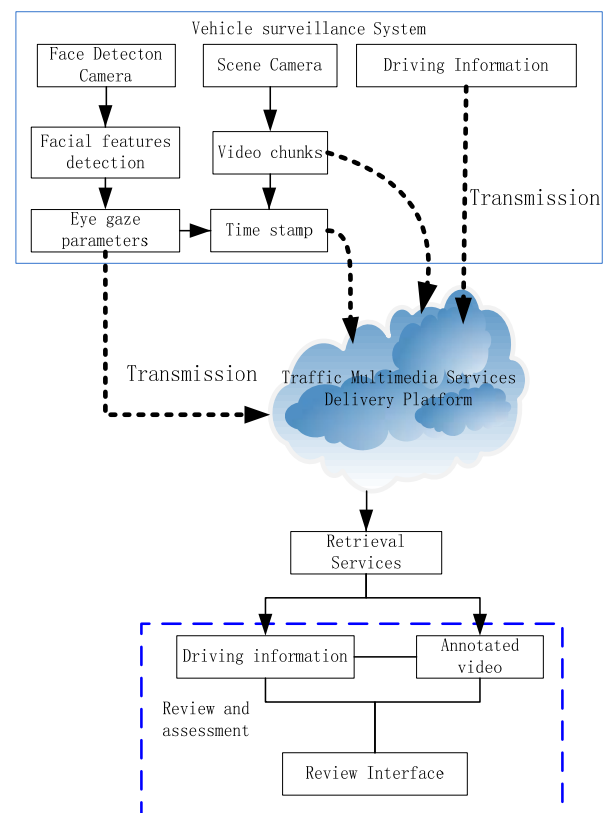 Vehicle surveillance System
Face Detecton
Camera
Scene Camera
Driving Information
Facial features
detection
Video chunks
Transmission
Eye gaze
parameters
Time stamp
Transmission
Traffic Multimedia Services
Delivery Platform
Retrieval
Services
Driving information
Annotated
video
Review and
assessment
Review Interface